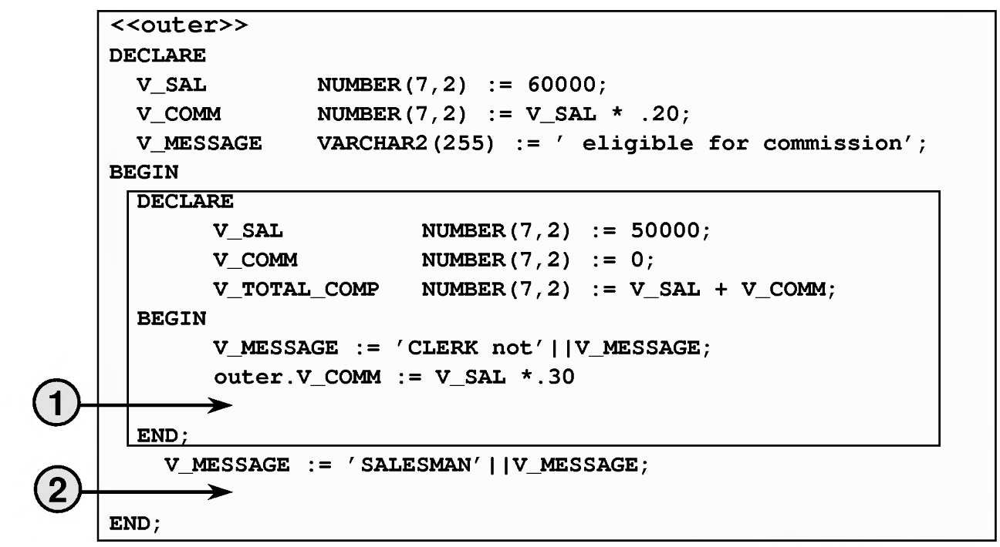 <<outer>>
DECLARE
V_SAL NUMBER(7,2) := 60000;
V_COMM NUMBER(7,2) := V_SAL * .20;
V_MESSAGE VARCHAR2(255) := ' eligible for commission';
BEGIN
DECLARE
V_SAL NUMBER(7,2) := 50000;
V_COMM NUMBER(7,2) := 0;
V_TOTAL_COMP NUMBER(7,2) := V_SAL + V_COMM;
BEGIN
V_MESSAGE := 'CLERK not'||V_MESSAGE;
outer.V_COMM := V_SAL *.30
1
END;
V_MESSAGE := 'SALESMAN'||V_MESSAGE;
2
END;